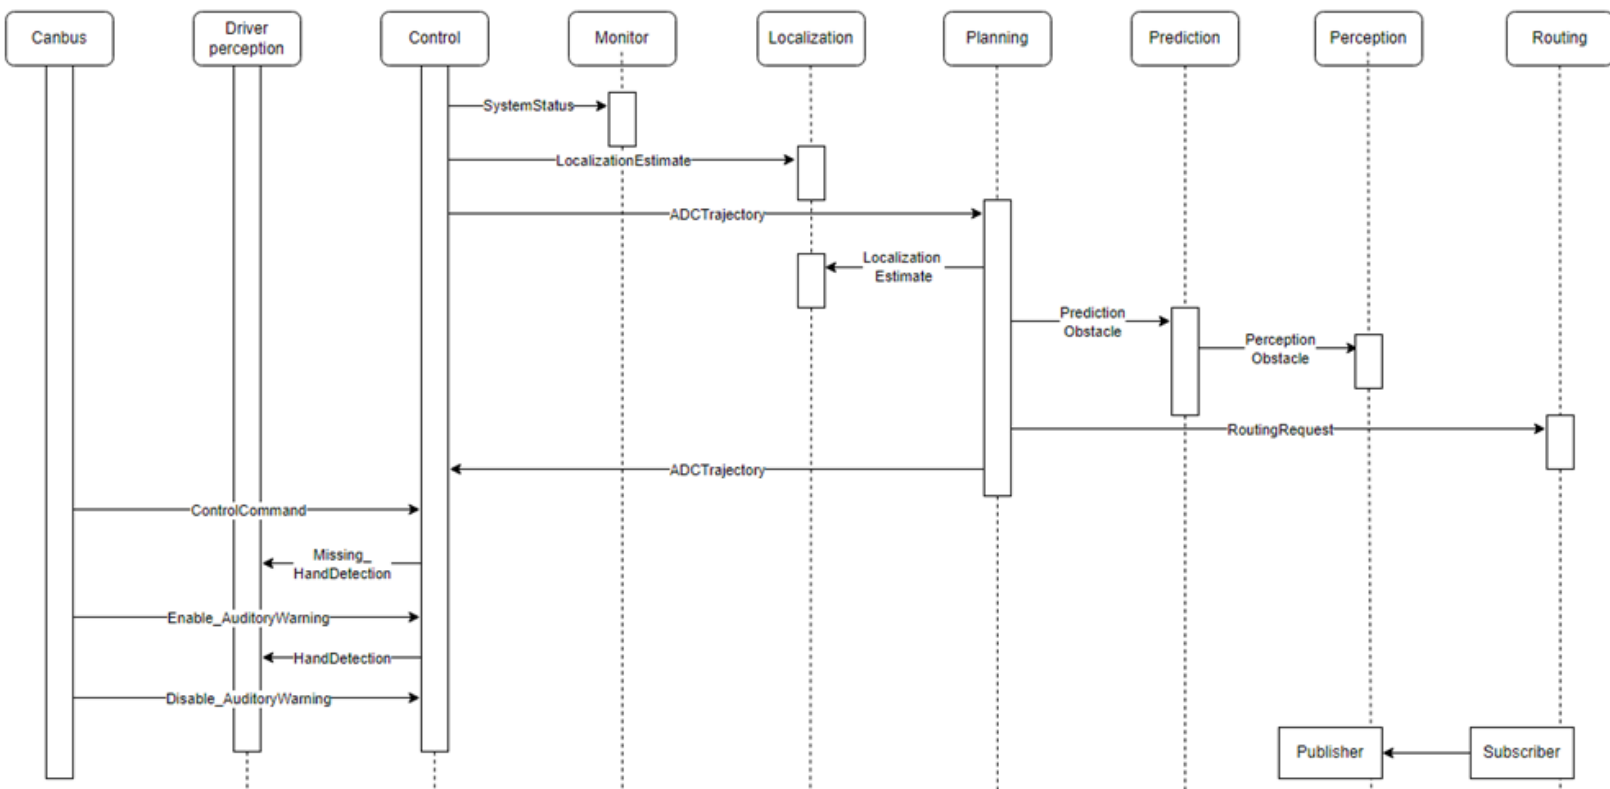 Canbus
Driver
perception
Control
Monitor
Localization
Planning
Prediction
Perception
Routing
SystemStatus
LocalizationEstimate
ADCTrajectory
Localization
Estimate
Prediction
Obstacle
Perception
Obstacle
RoutingRequest
ADCTrajectory
ControlCommand
Missing_
HandDetection
Enable_AuditoryWarning
HandDetection
Disable_AuditoryWarning
Publisher
Subscriber